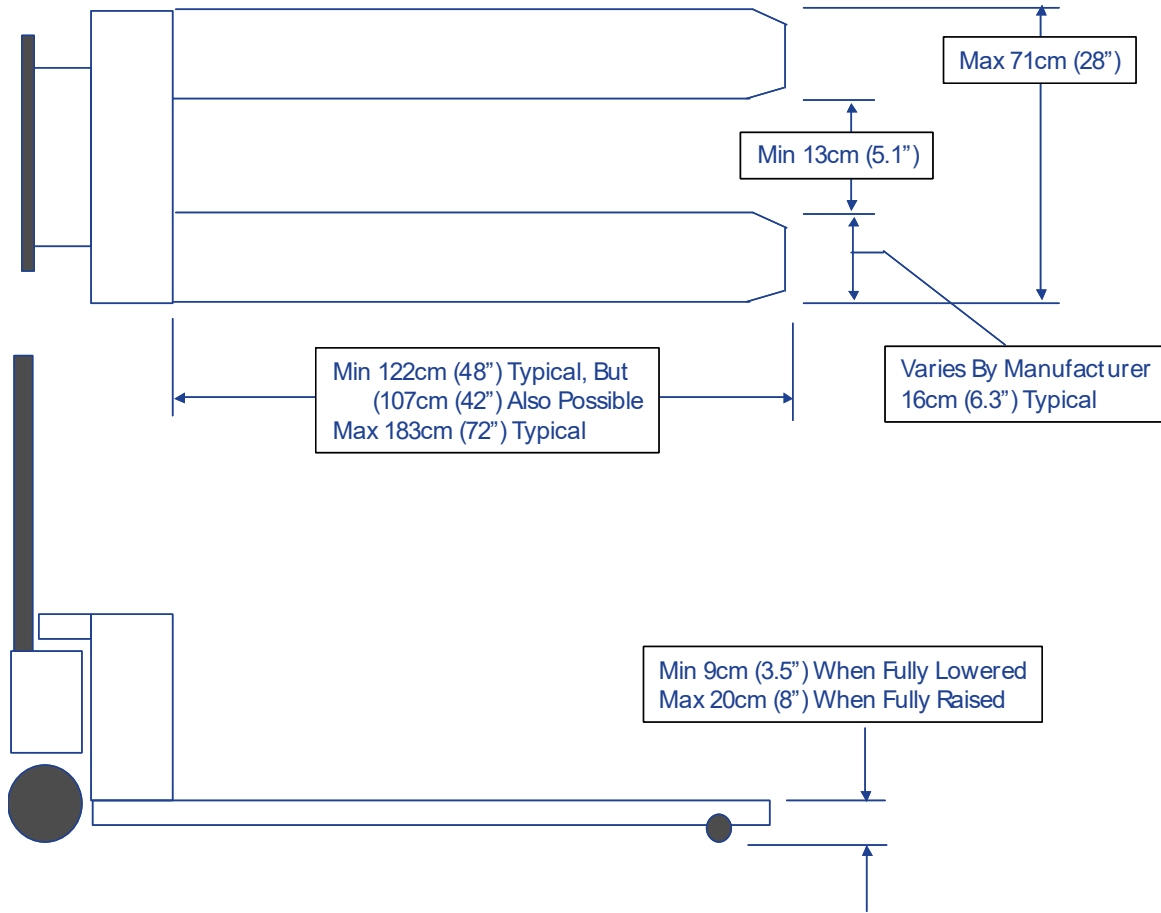 Max 71cm (28”)
Min 13cm (5.1”)
Min 122cm (48”) Typical, But
(107cm (42”) Also Possible
Max 183cm (72”) Typical
Varies By Manufacturer
16cm (6.3”) Typical
Min 9cm (3.5”) When Fully Lowered
Max 20cm (8”) When Fully Raised